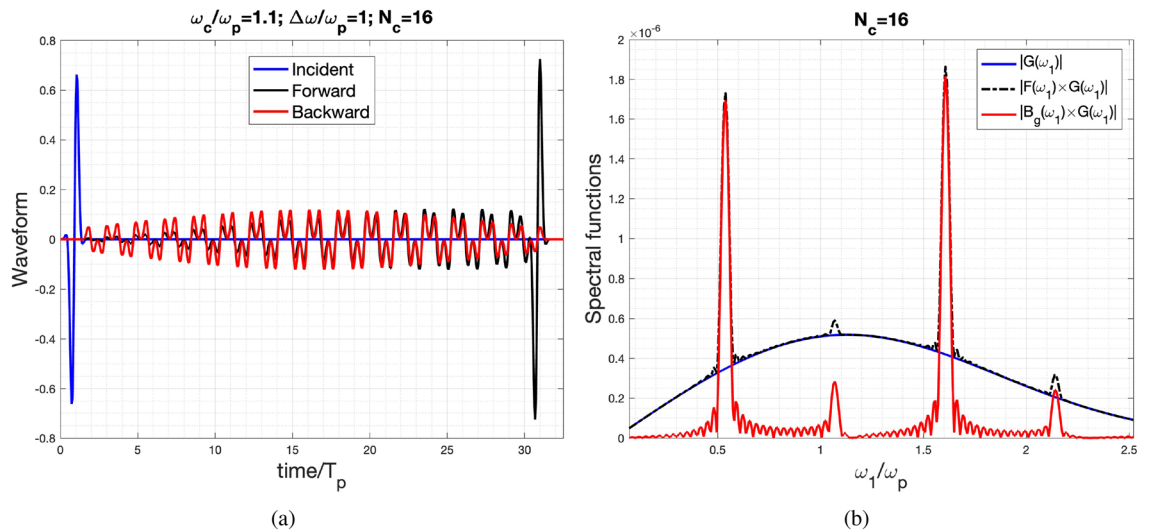 ω_c/ω_p=1.1; Δω/ω_p=1; N_c=16
0.8
0.6
0.4
0.2
0
-0.2
-0.4
-0.6
-0.8
Waveform
Incident
Forward
Backward
0 5 10 15 20 25 30
time/T_p
(a)
N_c=16
2 ×10^-6
1.8
1.6
1.4
1.2
1
0.8
0.6
0.4
0.2
0
Spectral functions
|G(ω_1)|
|F(ω_1)×G(ω_1)|
|B_g(ω_1)×G(ω_1)|
0.5 1 1.5 2 2.5
ω_1/ω_p
(b)